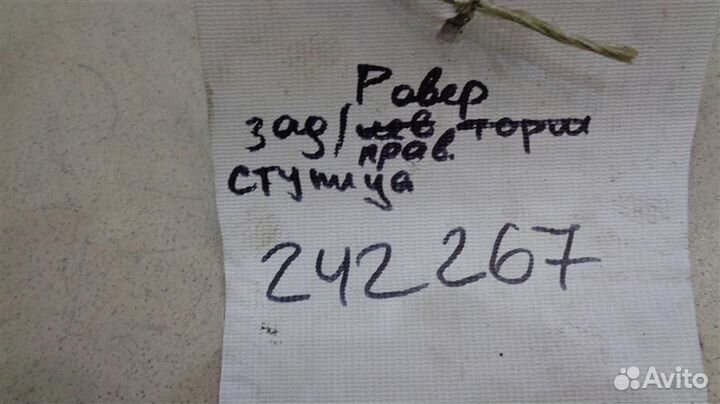 Ровер
зад/лев торм
прав.
ступица
242267
Avito